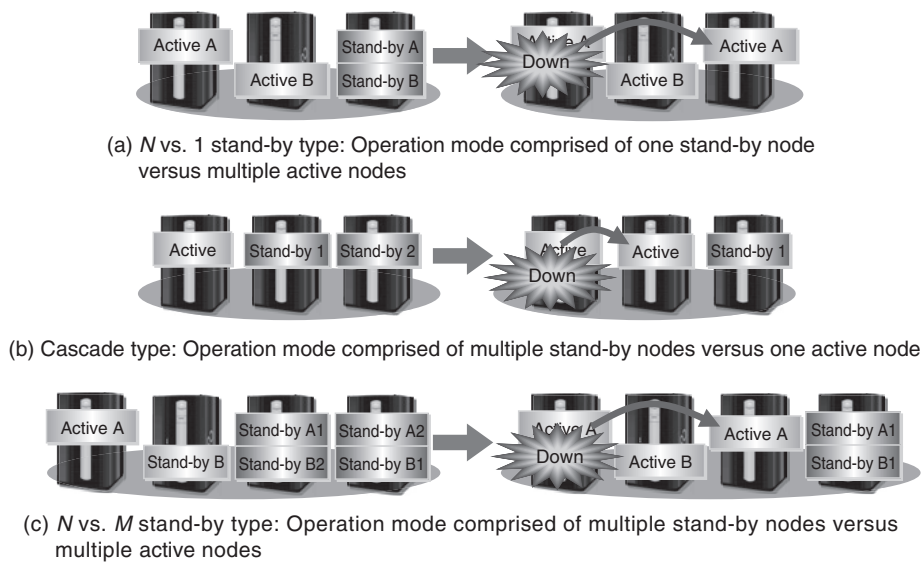 Active A
Active B
Stand-by A
Stand-by B
Active A
Down
Active B
Active A
(a) N vs. 1 stand-by type: Operation mode comprised of one stand-by node
versus multiple active nodes
Active
Stand-by 1
Stand-by 2
Active
Down
Active
Stand-by 1
(b) Cascade type: Operation mode comprised of multiple stand-by nodes versus one active node
Active A
Stand-by B
Stand-by A1
Stand-by B2
Stand-by A2
Stand-by B1
Active A
Down
Active B
Active A
Stand-by A1
Stand-by B1
(c) N vs. M stand-by type: Operation mode comprised of multiple stand-by nodes versus
multiple active nodes